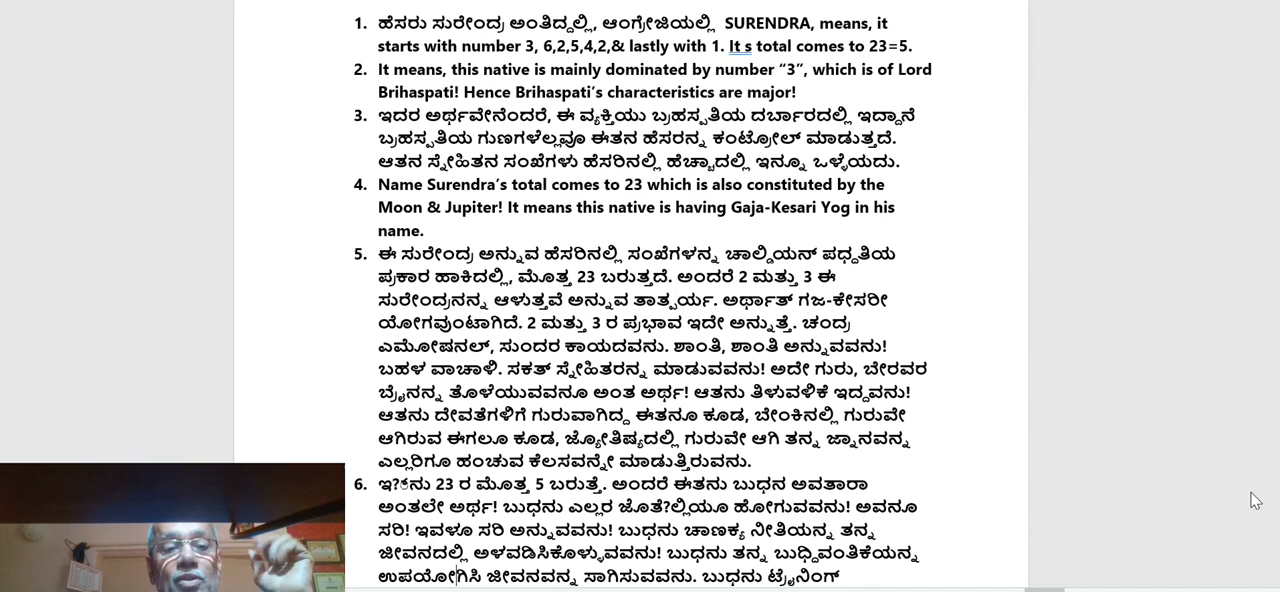 1. ಹೆಸರು ಸುರೇಂದ್ರ ಅಂತಿದ್ದಲ್ಲಿ, ಆಂಗ್ರೇಜಿಯಲ್ಲಿ SURENDRA, means, it
starts with number 3, 6,2,5,4,2,& lastly with 1. It s total comes to 23=5.
2. It means, this native is mainly dominated by number “3”, which is of Lord
Brihaspati! Hence Brihaspati’s characteristics are major!
3. ಇದರ ಅರ್ಥವೇನೆಂದರೆ, ಈ ವ್ಯಕ್ತಿಯು ಬ್ರಹಸ್ಪತಿಯ ದರ್ಬಾರದಲ್ಲಿ ಇದ್ದಾನೆ
ಬ್ರಹಸ್ಪತಿಯ ಗುಣಗಳೆಲ್ಲವೂ ಈತನ ಹೆಸರನ್ನ ಕಂಟ್ರೋಲ್ ಮಾಡುತ್ತದೆ.
ಆತನ ಸ್ನೇಹಿತನ ಸಂಖೆಗಳು ಹೆಸರಿನಲ್ಲಿ ಹೆಚ್ಚಾದಲ್ಲಿ ಇನ್ನೂ ಒಳ್ಳೆಯದು.
4. Name Surendra’s total comes to 23 which is also constituted by the
Moon & Jupiter! It means this native is having Gaja-Kesari Yog in his
name.
5. ಈ ಸುರೇಂದ್ರ ಅನ್ನುವ ಹೆಸರಿನಲ್ಲಿ ಸಂಖೆಗಳನ್ನ ಚಾಲ್ಡಿಯನ್ ಪಧ್ದತಿಯ
ಪ್ರಕಾರ ಹಾಕಿದಲ್ಲಿ, ಮೊತ್ತ 23 ಬರುತ್ತದೆ. ಅಂದರೆ 2 ಮತ್ತು 3 ಈ
ಸುರೇಂದ್ರನನ್ನ ಆಳುತ್ತವೆ ಅನ್ನುವ ತಾತ್ಪರ್ಯ. ಅರ್ಥಾತ್ ಗಜ-ಕೇಸರೀ
ಯೋಗವುಂಟಾಗಿದೆ. 2 ಮತ್ತು 3 ರ ಪ್ರಭಾವ ಇದೇ ಅನ್ನುತ್ತೆ. ಚಂದ್ರ
ಎಮೋಷನಲ್, ಸುಂದರ ಕಾಯದವನು. ಶಾಂತಿ, ಶಾಂತಿ ಅನ್ನುವವನು!
ಬಹಳ ವಾಚಾಳಿ. ಸಕತ್ ಸ್ನೇಹಿತರನ್ನ ಮಾಡುವವನು! ಅದೇ ಗುರು, ಬೇರವರ
ಬ್ರೈನನ್ನ ತೊಳೆಯುವವನೂ ಅಂತ ಅರ್ಥ! ಆತನು ತಿಳುವಳಿಕೆ ಇದ್ದವನು!
ಆತನು ದೇವತೆಗಳಿಗೆ ಗುರುವಾಗಿದ್ದ ಈತನೂ ಕೂಡ, ಬೇಂಕಿನಲ್ಲಿ ಗುರುವೇ
ಆಗಿರುವ ಈಗಲೂ ಕೂಡ, ಜ್ಯೋತಿಷ್ಯದಲ್ಲಿ ಗುರುವೇ ಆಗಿ ತನ್ನ ಜ್ನಾನವನ್ನ
ಎಲ್ಲರಿಗೂ ಹಂಚುವ ಕೆಲಸವನ್ನೇ ಮಾಡುತ್ತಿರುವನು.
6. ಇ?ತನು 23 ರ ಮೊತ್ತ 5 ಬರುತ್ತೆ. ಅಂದರೆ ಈತನು ಬುಧನ ಅವತಾರಾ
ಅಂತಲೇ ಅರ್ಥ! ಬುಧನು ಎಲ್ಲರ ಜೊತೆ?ಲ್ಲಿಯೂ ಹೋಗುವವನು! ಅವನೂ
ಸರಿ! ಇವಳೂ ಸರಿ ಅನ್ನುವವನು! ಬುಧನು ಚಾಣಕ್ಯ ನೀತಿಯನ್ನ ತನ್ನ
ಜೀವನದಲ್ಲಿ ಅಳವಡಿಸಿಕೊಳ್ಳುವವನು! ಬುಧನು ತನ್ನ ಬುಧ್ದಿವಂತಿಕೆಯನ್ನ
ಉಪಯೋಗಿಸಿ ಜೀವನವನ್ನ ಸಾಗಿಸುವವನು. ಬುಧನು ಟ್ರೈನಿಂಗ್